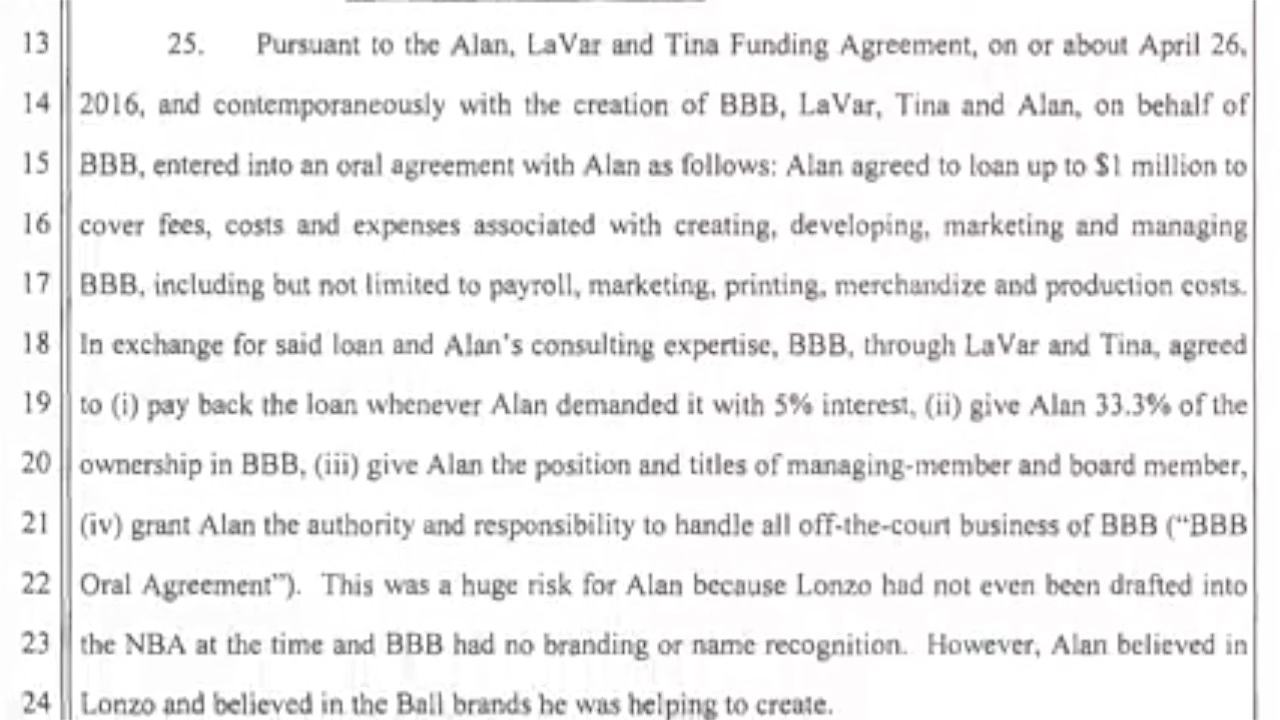 13 25. Pursuant to the Alan, LaVar and Tina Funding Agreement, on or about April 26,
14 2016, and contemporaneously with the creation of BBB, LaVar, Tina and Alan, on behalf of
15 BBB, entered into an oral agreement with Alan as follows: Alan agreed to loan up to $1 million to
16 cover fees, costs and expenses associated with creating, developing, marketing and managing
17 BBB, including but not limited to payroll, marketing, printing, merchandize and production costs.
18 In exchange for said loan and Alan's consulting expertise, BBB, through LaVar and Tina, agreed
19 to (i) pay back the loan whenever Alan demanded it with 5% interest, (ii) give Alan 33.3% of the
20 ownership in BBB, (iii) give Alan the position and titles of managing-member and board member,
21 (iv) grant Alan the authority and responsibility to handle all off-the-court business of BBB ("BBB
22 Oral Agreement"). This was a huge risk for Alan because Lonzo had not even been drafted into
23 the NBA at the time and BBB had no branding or name recognition. However, Alan believed in
24 Lonzo and believed in the Ball brands he was helping to create.